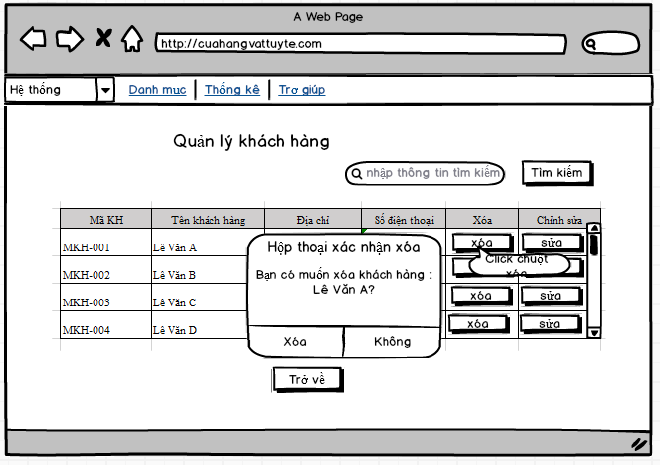 A Web Page
http://cuahangvattuyte.com
Hệ thống
Danh mục
Thống kê
Trợ giúp
Quản lý khách hàng
nhập thông tin tìm kiếm
Tìm kiếm
Mã KH Tên khách hàng Địa chỉ Số điện thoại Xóa Chỉnh sửa
MKH-001 Lê Văn A xóa sửa
MKH-002 Lê Văn B
MKH-003 Lê Văn C xóa sửa
MKH-004 Lê Văn D xóa sửa
Click chuột
xóa
Hộp thoại xác nhận xóa
Bạn có muốn xóa khách hàng :
Lê Văn A?
Xóa Không
Trở về